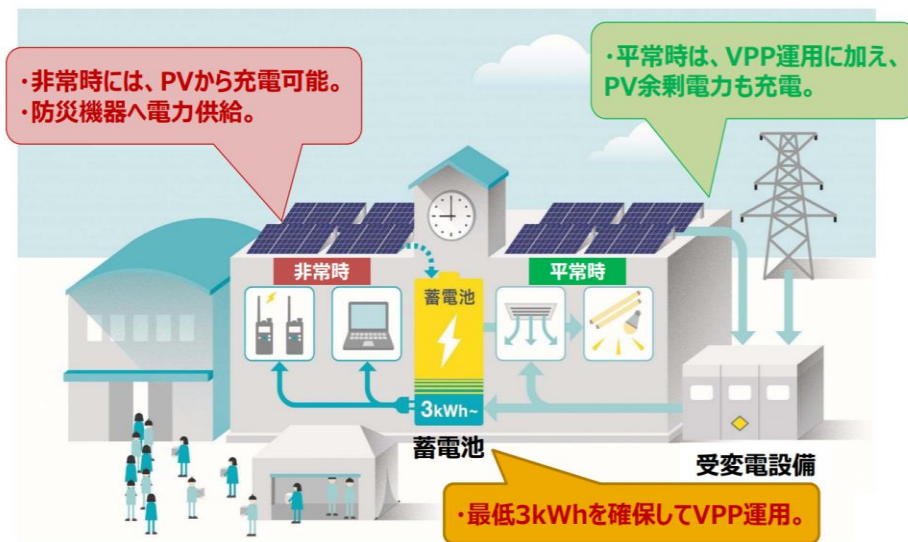 ・非常時には、PVから充電可能。
・防災機器へ電力供給。
・平常時は、VPP運用に加え、
PV余剰電力も充電。
非常時
平常時
蓄電池
3kWh~
蓄電池
受変電設備
・最低3kWhを確保してVPP運用。